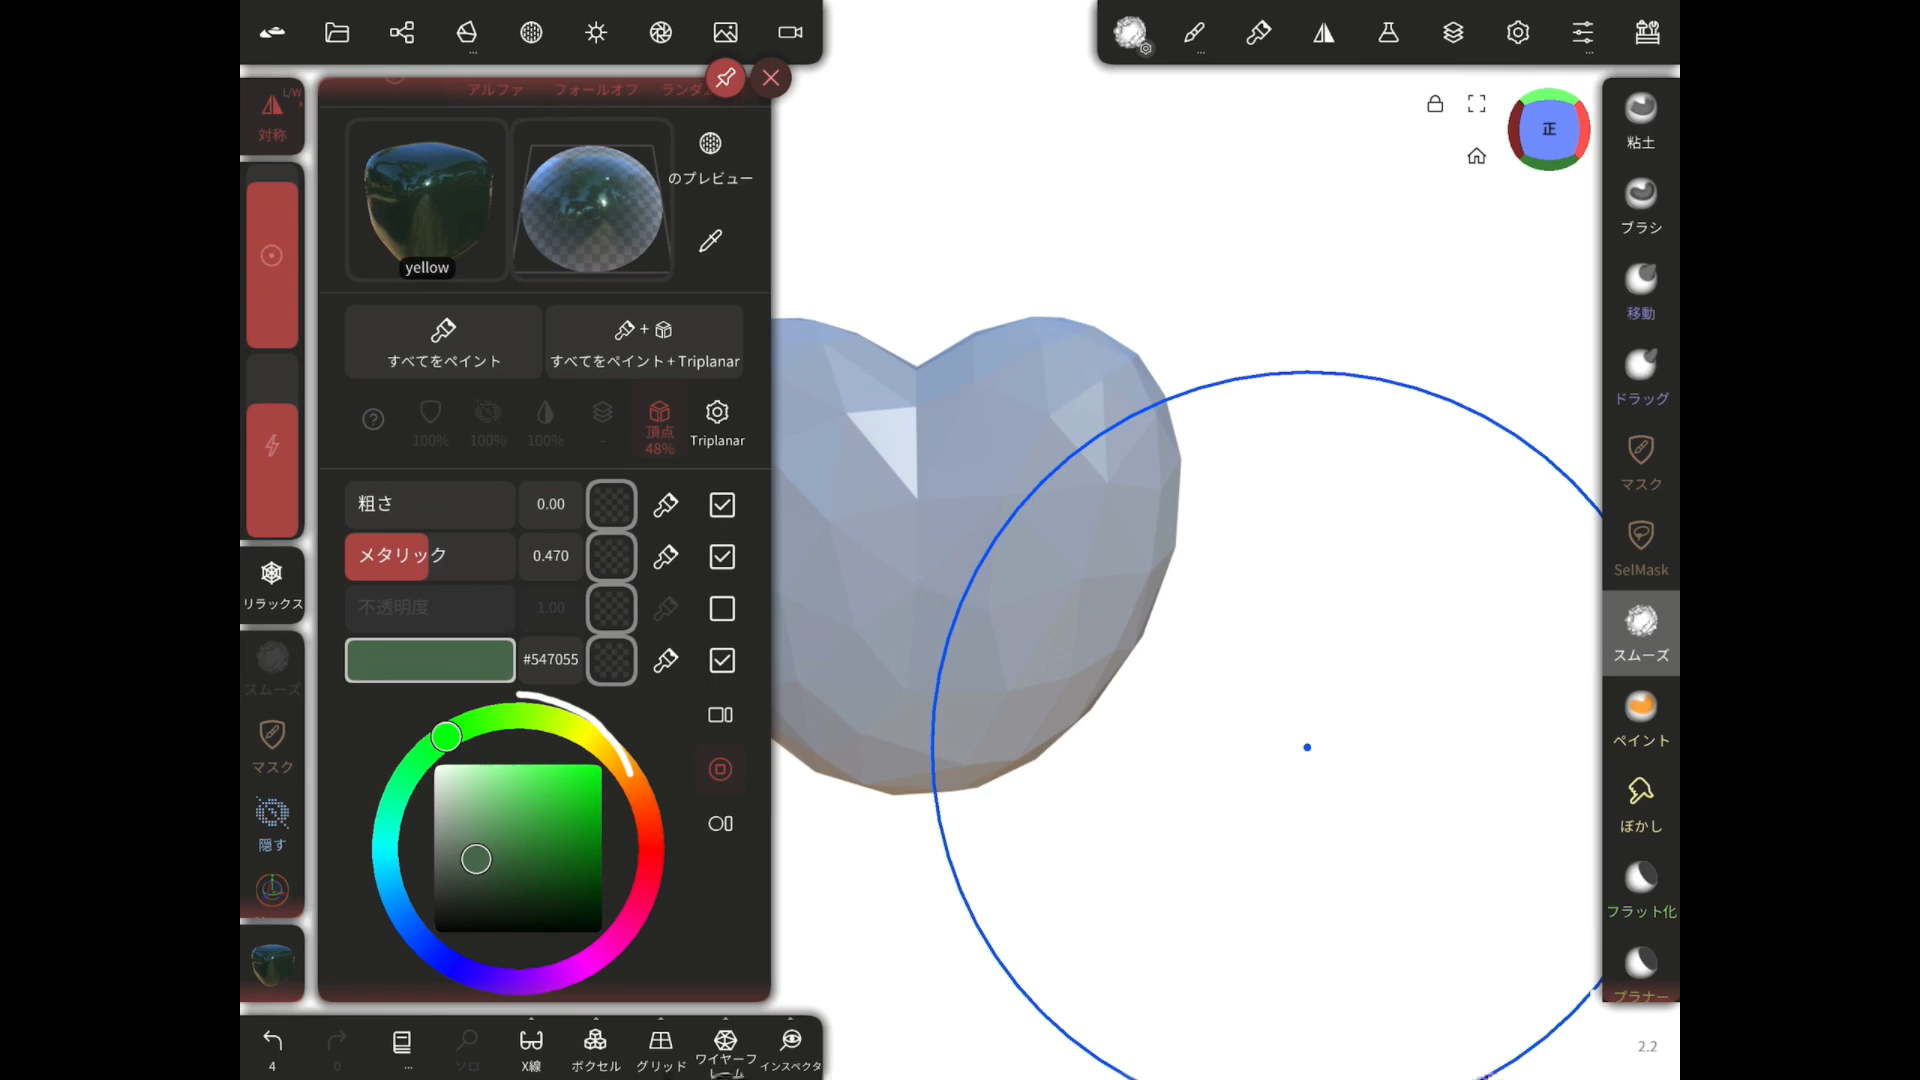 L/W
対称
アルファ
フォールオフ
yellow
のプレビュー
すべてをペイント
+
すべてをペイント+Triplanar
100%
100%
100%
-
頂点
48%
Triplanar
粗さ
0.00
メタリック
0.470
不透明度
1.00
#547055
リラックス
スムーズ
マスク
隠す
正
粘土
ブラシ
移動
ドラッグ
マスク
SelMask
スムーズ
ペイント
ぼかし
フラット化
プラナー
4
0
...
ソロ
X線
ボクセル
グリッド
ワイヤーフ
レーム
インスペクタ
2.2